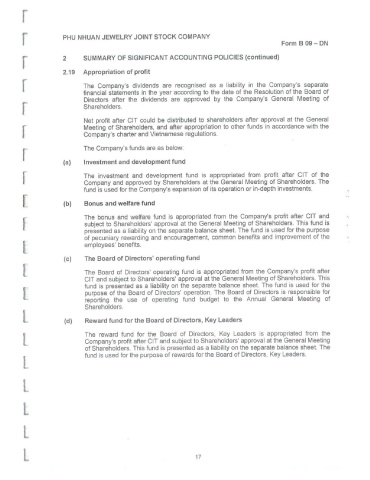 PHU NHUAN JEWELRY JOINT STOCK COMPANY
Form B 09 – DN
2 SUMMARY OF SIGNIFICANT ACCOUNTING POLICIES (continued)
2.19 Appropriation of profit
The Company's dividends are recognised as a liability in the Company's separate
financial statements in the year according to the date of the Resolution of the Board of
Directors after the dividends are approved by the Company's General Meeting of
Shareholders.
Net profit after CIT could be distributed to shareholders after approval at the General
Meeting of Shareholders, and after appropriation to other funds in accordance with the
Company's charter and Vietnamese regulations.
The Company's funds are as below:
(a) Investment and development fund
The investment and development fund is appropriated from profit after CIT of the
Company and approved by Shareholders at the General Meeting of Shareholders. The
fund is used for the Company's expansion of its operation or in-depth investments.
(b) Bonus and welfare fund
The bonus and welfare fund is appropriated from the Company's profit after CIT and
subject to Shareholders' approval at the General Meeting of Shareholders. This fund is
presented as a liability on the separate balance sheet. The fund is used for the purpose
of pecuniary rewarding and encouragement, common benefits and improvement of the
employees' benefits.
(c) The Board of Directors' operating fund
The Board of Directors' operating fund is appropriated from the Company's profit after
CIT and subject to Shareholders' approval at the General Meeting of Shareholders. This
fund is presented as a liability on the separate balance sheet. The fund is used for the
purpose of the Board of Directors' operation. The Board of Directors is responsible for
reporting the use of operating fund budget to the Annual General Meeting of
Shareholders.
(d) Reward fund for the Board of Directors, Key Leaders
The reward fund for the Board of Directors, Key Leaders is appropriated from the
Company's profit after CIT and subject to Shareholders' approval at the General Meeting
of Shareholders. This fund is presented as a liability on the separate balance sheet. The
fund is used for the purpose of rewards for the Board of Directors, Key Leaders.
17